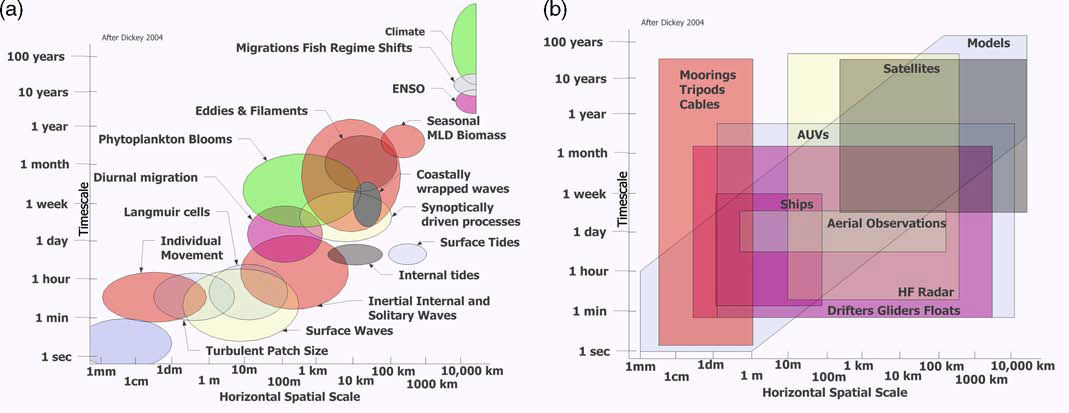 (a)
After Dickey 2004
Climate
Migrations Fish Regime Shifts
ENSO
Eddies & Filaments
Seasonal
MLD Biomass
Phytoplankton Blooms
Coastally
wrapped waves
Diurnal migration
Synoptically
driven processes
Langmuir cells
Surface Tides
Individual
Movement
Internal tides
Inertial Internal and
Solitary Waves
Surface Waves
Turbulent Patch Size
100 years
10 years
1 year
1 month
1 week
1 day
1 hour
1 min
1 sec
Timescale
1mm
1cm
1dm
1 m
10 m
100m
1 km
10 km
100 km
1000 km
10,000 km
Horizontal Spatial Scale
(b)
After Dickey 2004
Models
Satellites
Moorings
Tripods
Cables
AUVs
Ships
Aerial Observations
HF Radar
Drifters Gliders Floats
100 years
10 years
1 year
1 month
1 week
1 day
1 hour
1 min
1 sec
Timescale
1mm
1cm
1dm
1 m
10m
100m
1 km
10 km
100 km
1000 km
10,000 km
Horizontal Spatial Scale